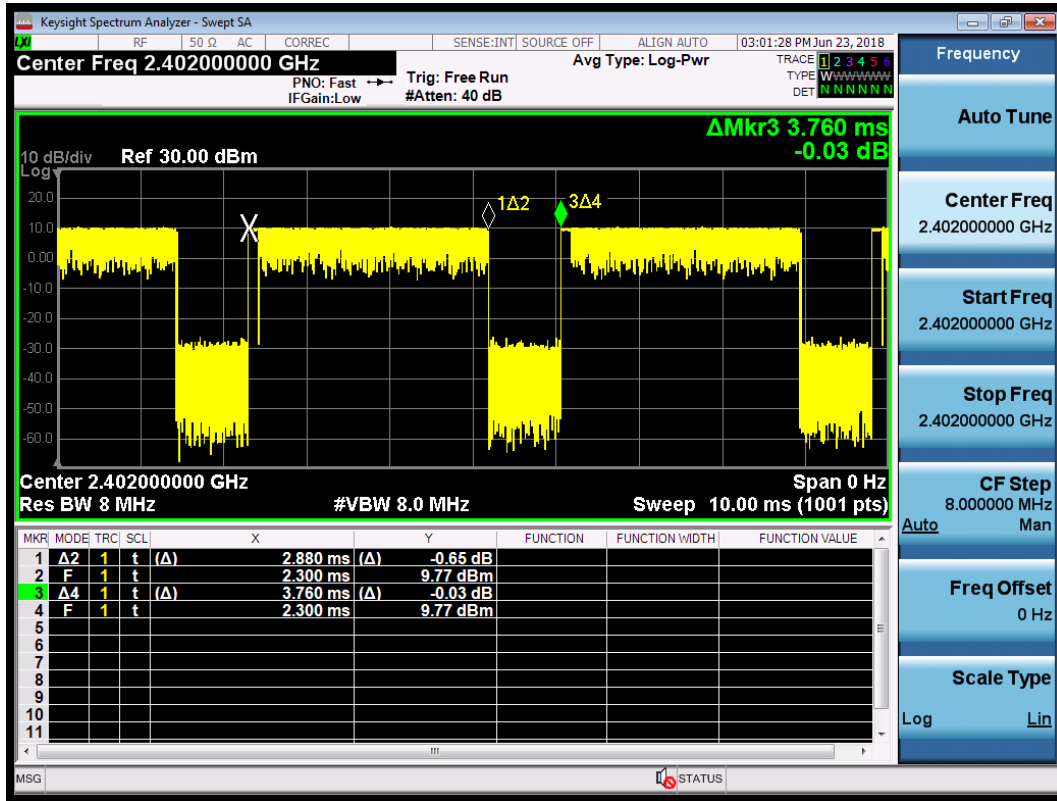 Keysight Spectrum Analyzer - Swept SA
LXI RF 50 Ω AC CORREC SENSE:INT SOURCE OFF ALIGN AUTO 03:01:28 PM Jun 23, 2018
Center Freq 2.402000000 GHz
PNO: Fast
IFGain:Low
Trig: Free Run
#Atten: 40 dB
Avg Type: Log-Pwr
TRACE 1 2 3 4 5 6
TYPE WWWWWW
DET N N N N N N
ΔMkr3 3.760 ms
-0.03 dB
10 dB/div Ref 30.00 dBm
Log
20.0
10.0
0.00
-10.0
-20.0
-30.0
-40.0
-50.0
-60.0
X
1Δ2
3Δ4
Center 2.402000000 GHz Span 0 Hz
Res BW 8 MHz #VBW 8.0 MHz Sweep 10.00 ms (1001 pts)
MKR MODE TRC SCL X Y FUNCTION FUNCTION WIDTH FUNCTION VALUE
1 Δ2 1 t (Δ) 2.880 ms (Δ) -0.65 dB
2 F 1 t 2.300 ms 9.77 dBm
3 Δ4 1 t (Δ) 3.760 ms (Δ) -0.03 dB
4 F 1 t 2.300 ms 9.77 dBm
5
6
7
8
9
10
11
MSG STATUS
Frequency
Auto Tune
Center Freq
2.402000000 GHz
Start Freq
2.402000000 GHz
Stop Freq
2.402000000 GHz
CF Step
8.000000 MHz
Auto Man
Freq Offset
0 Hz
Scale Type
Log Lin